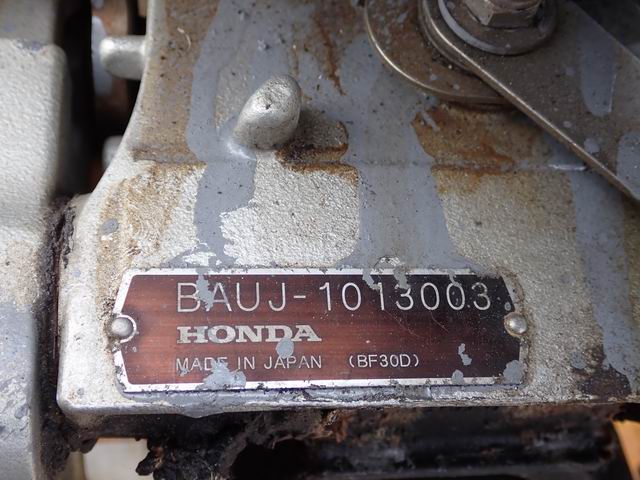 BAUJ-1013003
HONDA
MADE IN JAPAN (BF30D)